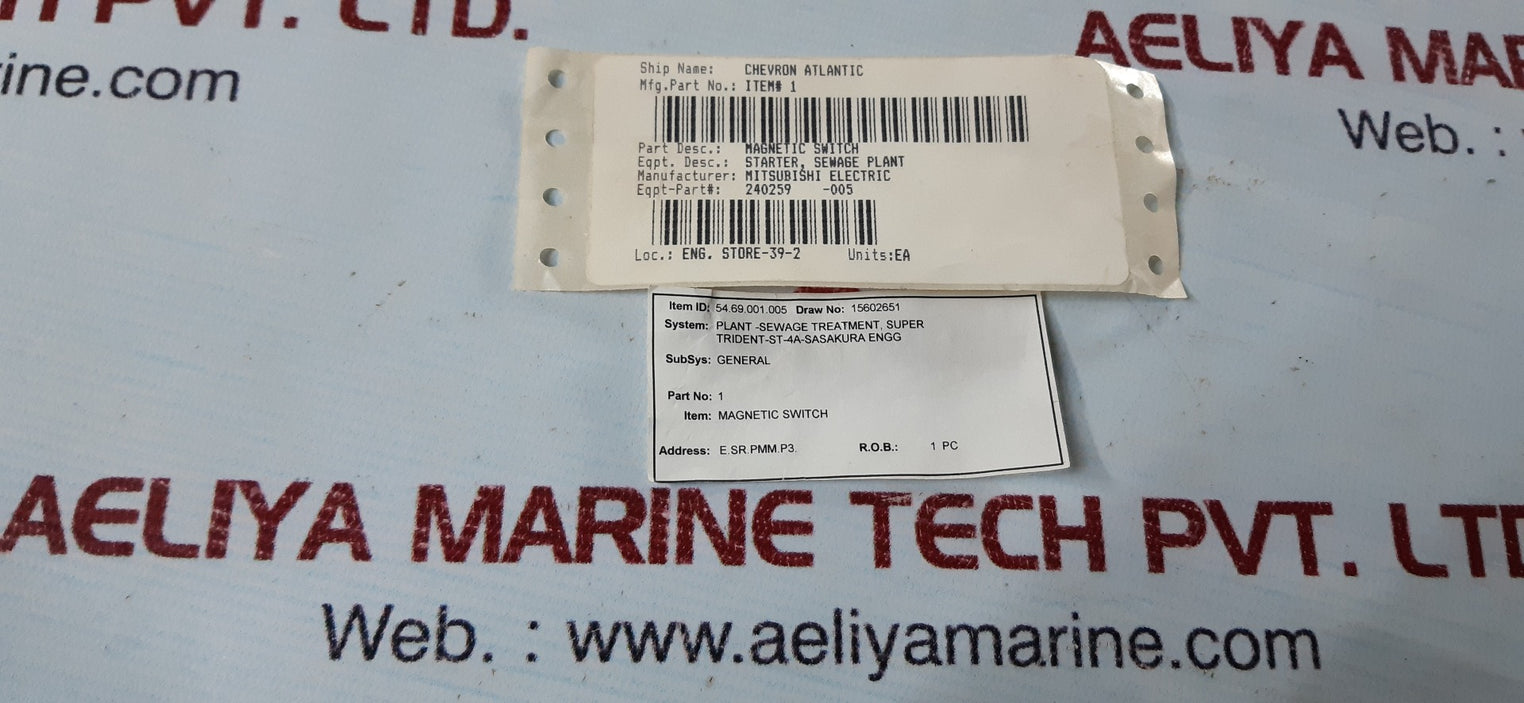 PVT. LTD.
ine.com
AELIYA MAR
Web. :
Ship Name: CHEVRON ATLANTIC
Mfg.Part No.: ITEM# 1
Part Desc.: MAGNETIC SWITCH
Eqpt. Desc.: STARTER, SEWAGE PLANT
Manufacturer: MITSUBISHI ELECTRIC
Eqpt-Part#: 240259 -005
Loc.: ENG. STORE-39-2 Units:EA
Item ID: 54.69.001.005 Draw No: 15602651
System: PLANT -SEWAGE TREATMENT, SUPER
TRIDENT-ST-4A-SASAKURA ENGG
SubSys: GENERAL
Part No: 1
Item: MAGNETIC SWITCH
Address: E.SR.PMM.P3. R.O.B.: 1 PC
AELIYA MARINE TECH PVT. LTD
Web. : www.aeliyamarine.com